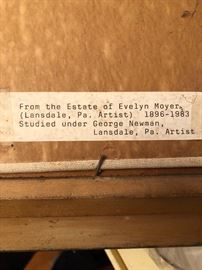 From the Estate of Evelyn Moyer,
(Lansdale, Pa. Artist) 1896-1983
Studied under George Newman,
Lansdale, Pa. Artist